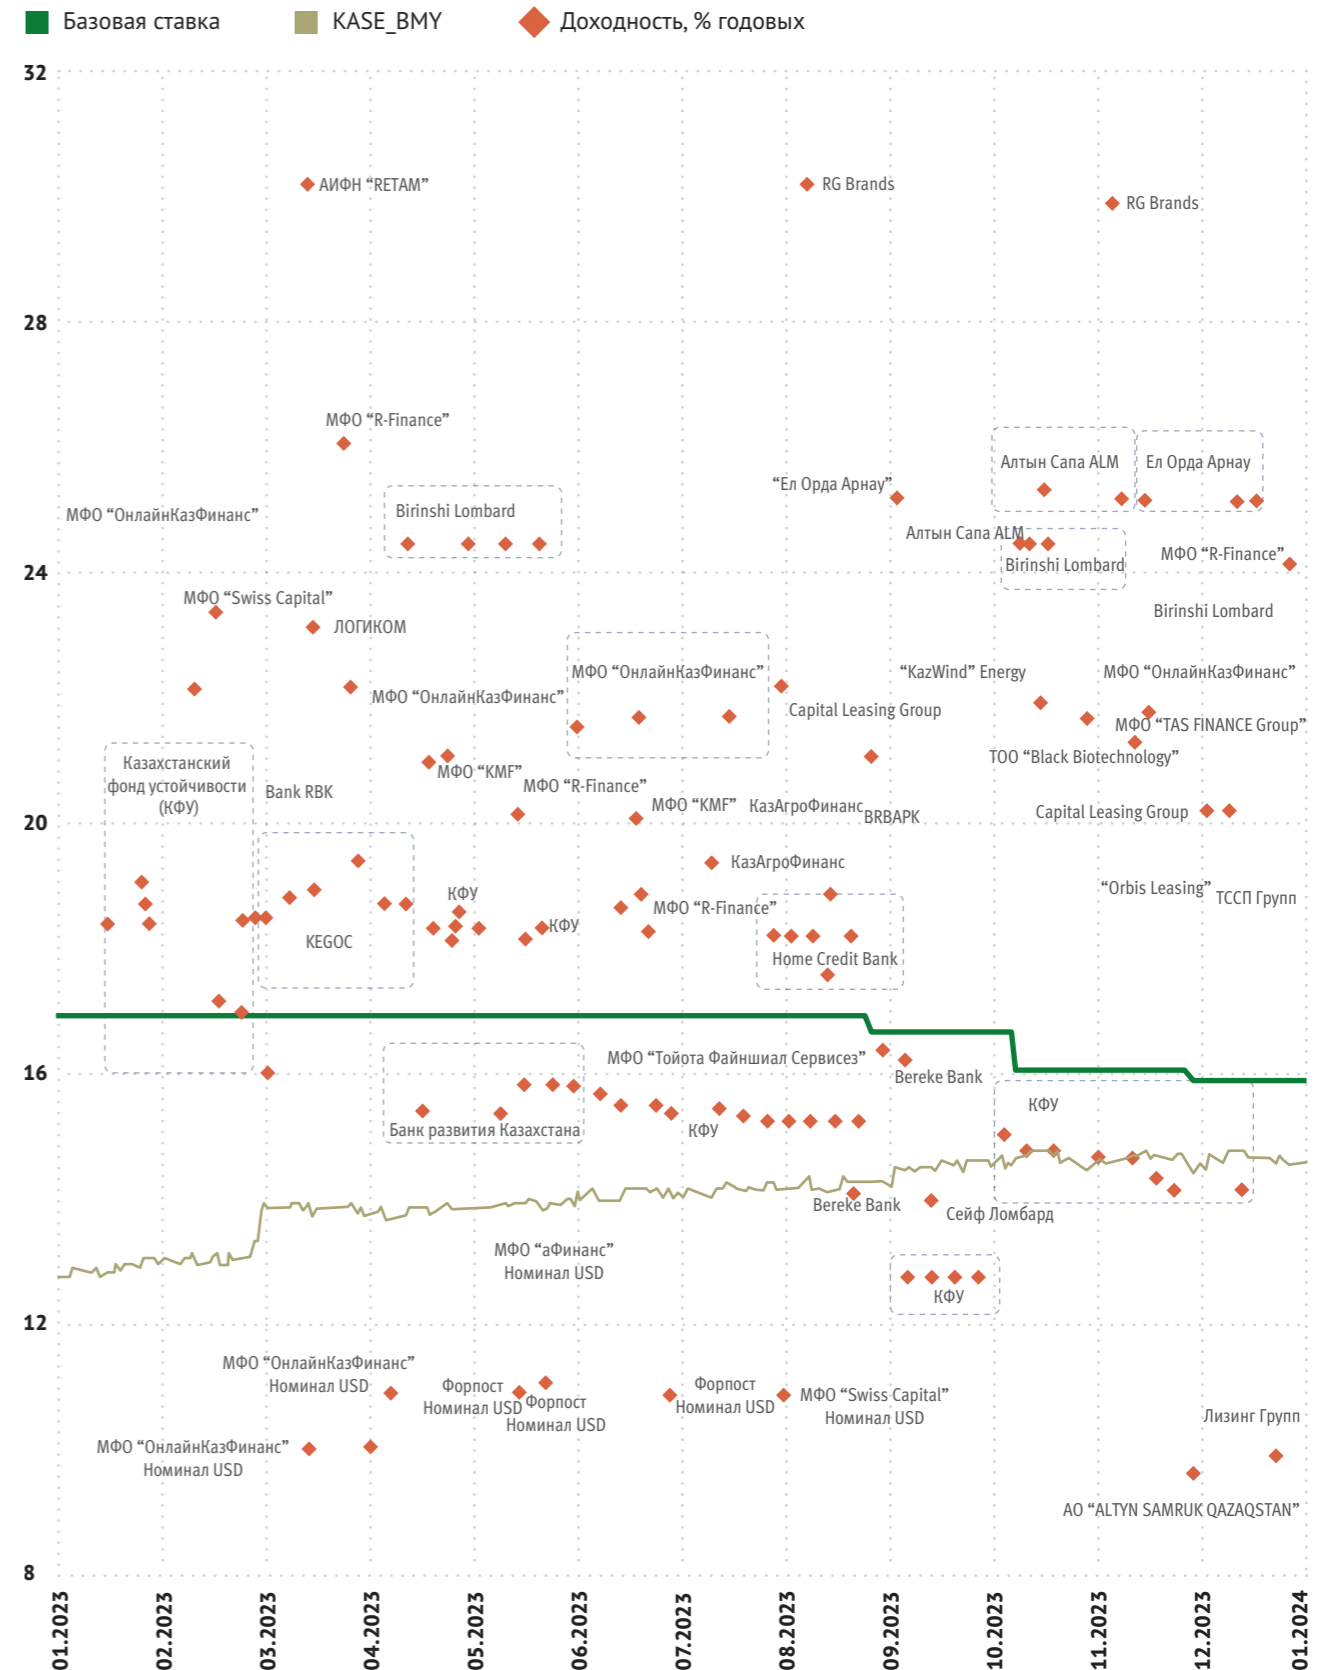 Базовая ставка
KASE_BMY
Доходность, % годовых
32
АИФН “RETAM”
RG Brands
RG Brands
28
МФО “R-Finance”
Алтын Сапа ALM
Ел Орда Арнау
“Ел Орда Арнау”
МФО “ОнлайнКазФинанс”
Birinshi Lombard
Алтын Сапа ALM
МФО “R-Finance”
Birinshi Lombard
24
МФО “Swiss Capital”
Birinshi Lombard
ЛОГИКОМ
МФО “ОнлайнКазФинанс”
“KazWind” Energy
МФО “ОнлайнКазФинанс”
МФО “ОнлайнКазФинанс”
Capital Leasing Group
МФО “TAS FINANCE Group”
ТОО “Black Biotechnology”
Казахстанский
фонд устойчивости
(КФУ)
МФО “KMF”
МФО “R-Finance”
Bank RBK
МФО “KMF”
КазАгроФинанс
BRBAPK
Capital Leasing Group
20
КазАгроФинанс
КФУ
“Orbis Leasing”
ТССП Групп
МФО “R-Finance”
КФУ
KEGOC
Home Credit Bank
МФО “Тойота Файншиал Сервисез”
Bereke Bank
16
КФУ
Банк развития Казахстана
КФУ
Bereke Bank
Сейф Ломбард
МФО “аФинанс”
Номинал USD
КФУ
12
МФО “ОнлайнКазФинанс”
Номинал USD
Форпост
Номинал USD
Форпост
Номинал USD
Форпост
Номинал USD
МФО “Swiss Capital”
Номинал USD
Лизинг Групп
МФО “ОнлайнКазФинанс”
Номинал USD
АО “ALTYN SAMRUK QAZAQSTAN”
8
01.2023
02.2023
03.2023
04.2023
05.2023
06.2023
07.2023
08.2023
09.2023
10.2023
11.2023
12.2023
01.2024